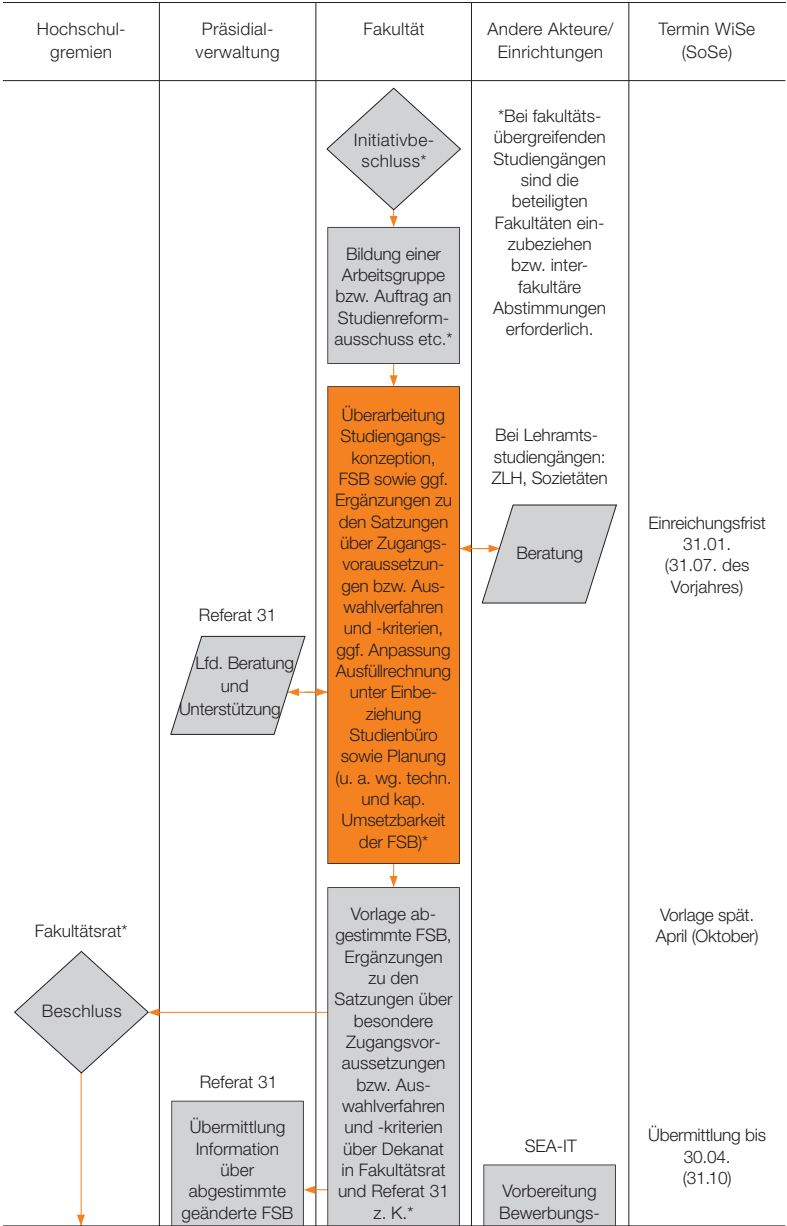 Hochschul-
gremien
Präsidial-
verwaltung
Fakultät
Andere Akteure/
Einrichtungen
Termin WiSe
(SoSe)
Initiativbe-
schluss*
*Bei fakultäts-
übergreifenden
Studiengängen
sind die
beteiligten
Fakultäten ein-
zubeziehen
bzw. inter-
fakultäre
Abstimmungen
erforderlich.
Bildung einer
Arbeitsgruppe
bzw. Auftrag an
Studienreform-
ausschuss etc.*
Überarbeitung
Studiengangs-
konzeption,
FSB sowie ggf.
Ergänzungen zu
den Satzungen
über Zugangs-
voraussetzun-
gen bzw. Aus-
wahlverfahren
und -kriterien,
ggf. Anpassung
Ausfüllrechnung
unter Einbe-
ziehung
Studienbüro
sowie Planung
(u. a. wg. techn.
und kap.
Umsetzbarkeit
der FSB)*
Bei Lehramts-
studiengängen:
ZLH, Sozietäten
Beratung
Einreichungsfrist
31.01.
(31.07. des
Vorjahres)
Referat 31
Lfd. Beratung
und
Unterstützung
Fakultätsrat*
Beschluss
Vorlage ab-
gestimmte FSB,
Ergänzungen
zu den
Satzungen über
besondere
Zugangsvor-
aussetzungen
bzw. Aus-
wahlverfahren
und -kriterien
über Dekanat
in Fakultätsrat
und Referat 31
z. K.*
Vorlage spät.
April (Oktober)
Referat 31
Übermittlung
Information
über
abgestimmte
geänderte FSB
SEA-IT
Vorbereitung
Bewerbungs-
Übermittlung bis
30.04.
(31.10)